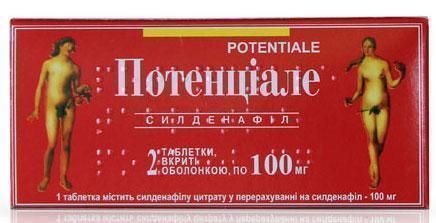 POTENTIALE
Потенціале
СИЛДЕНАФІЛ
2 ТАБЛЕТКИ,
ВКРИТІ
ОБОЛОНКОЮ, ПО 100 МГ
1 таблетка містить силденафілу цитрату у перерахуванні на силденафіл - 100 мг